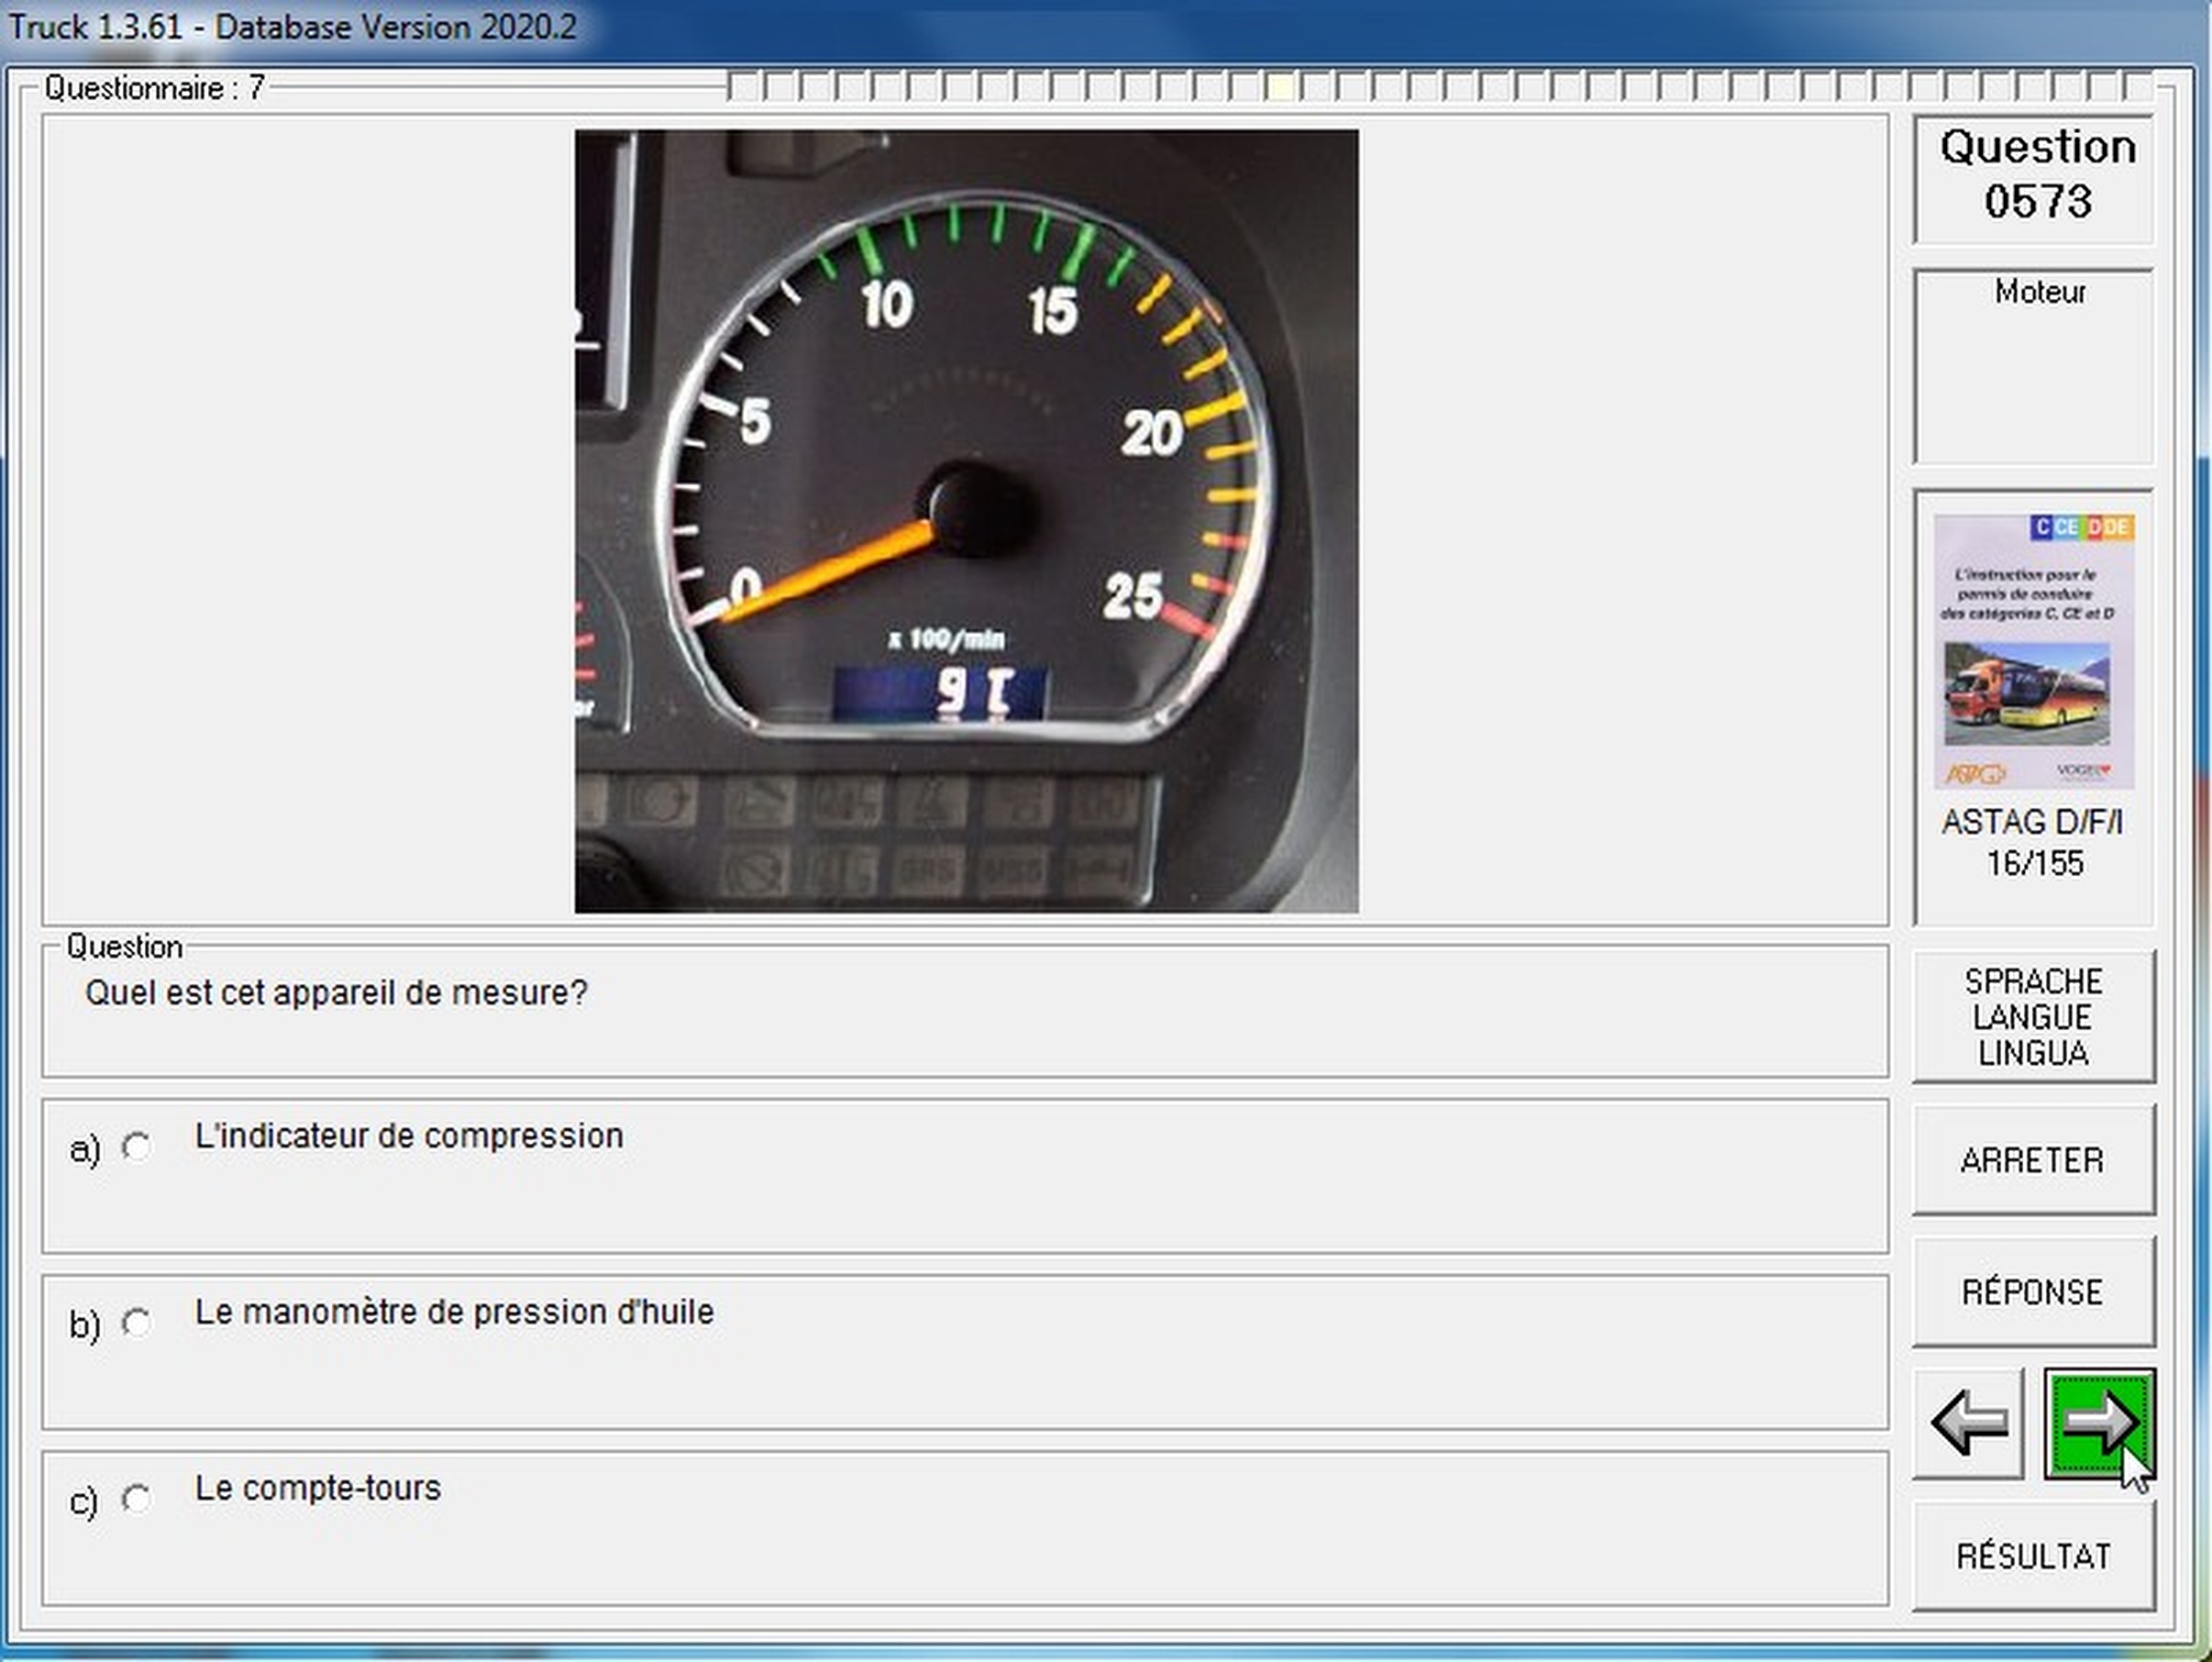 Truck 1.3.61 - Database Version 2020.2
Questionnaire : 7
Question
0573
Moteur
0
5
10
15
20
25
x 100/min
C CE D DE
L'instruction pour le
permis de conduire
des catégories C, CE et D
ASTAG
VOGEL
ASTAG D/F/I
16/155
Question
Quel est cet appareil de mesure?
a) L'indicateur de compression
b) Le manomètre de pression d'huile
c) Le compte-tours
SPRACHE
LANGUE
LINGUA
ARRETER
RÉPONSE
RÉSULTAT